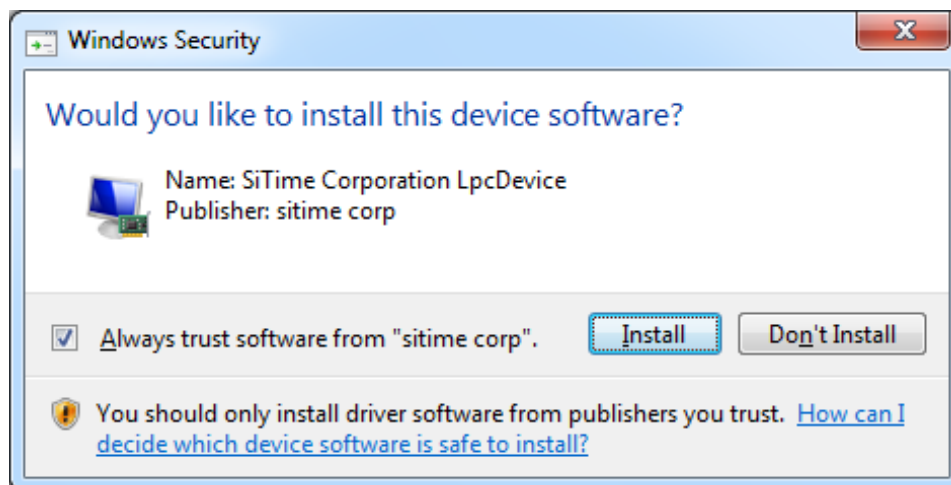 Windows Security
Would you like to install this device software?
Name: SiTime Corporation LpcDevice
Publisher: sitime corp
Always trust software from "sitime corp".
Install
Don't Install
You should only install driver software from publishers you trust. How can I
decide which device software is safe to install?